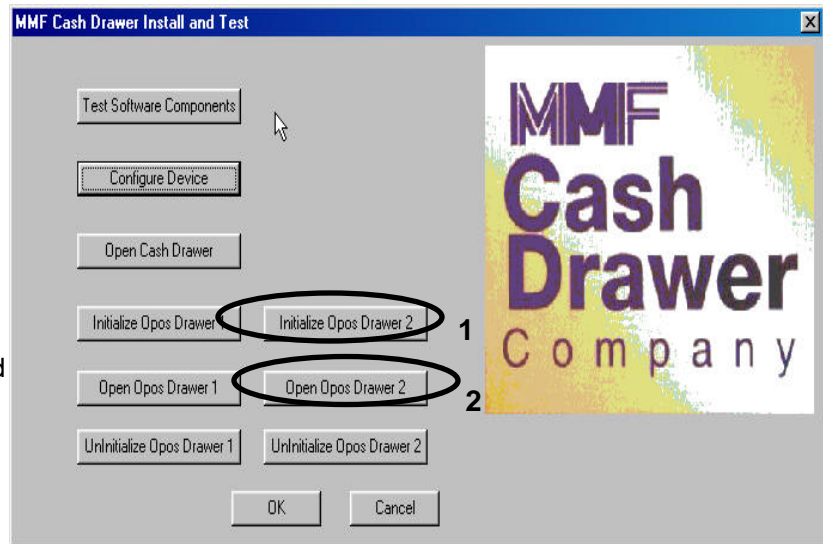 MMF Cash Drawer Install and Test
Test Software Components
Configure Device
Open Cash Drawer
Initialize Opos Drawer
Initialize Opos Drawer 2
1
Open Opos Drawer 1
Open Opos Drawer 2
2
UnInitialize Opos Drawer 1
UnInitialize Opos Drawer 2
OK
Cancel
MMF
Cash
Drawer
Company